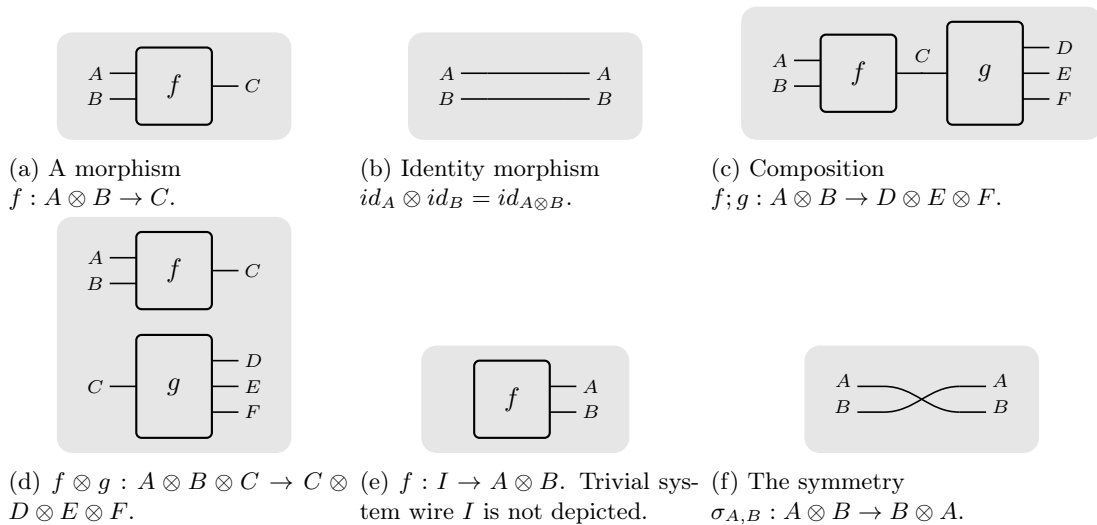 A
B
f
C
A
B
A
B
A
B
f
C
g
D
E
F
(a) A morphism
f : A ⊗ B → C.
(b) Identity morphism
id_A ⊗ id_B = id_{A⊗B}.
(c) Composition
f; g : A ⊗ B → D ⊗ E ⊗ F.
A
B
f
C
C
g
D
E
F
f
A
B
A
B
A
B
(d) f ⊗ g : A ⊗ B ⊗ C → C ⊗
D ⊗ E ⊗ F.
(e) f : I → A ⊗ B. Trivial sys-
tem wire I is not depicted.
(f) The symmetry
σ_{A,B} : A ⊗ B → B ⊗ A.